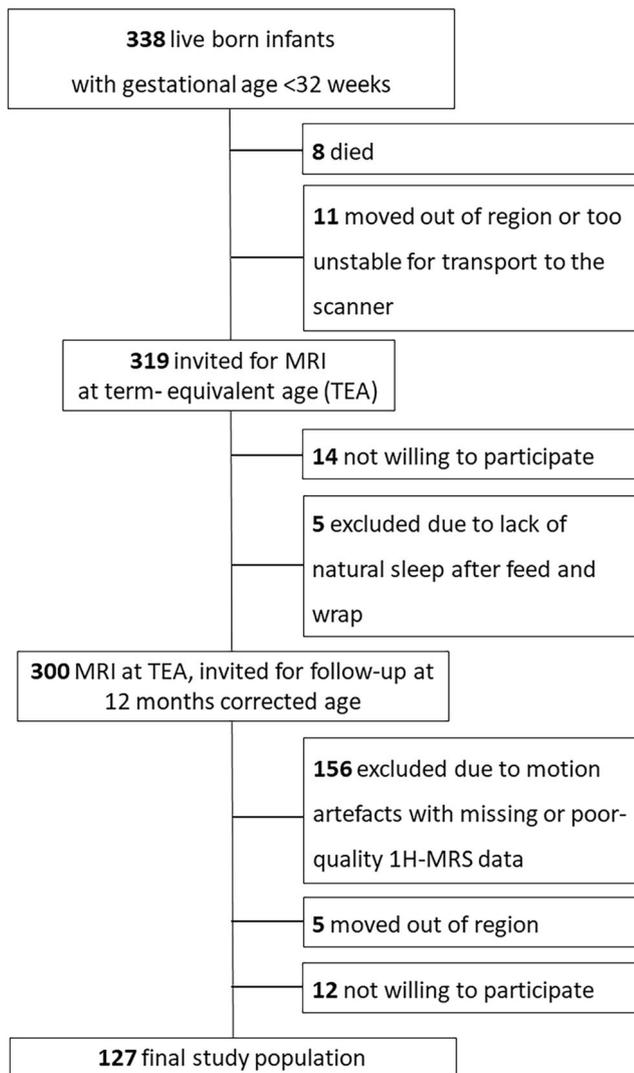 338 live born infants
with gestational age <32 weeks
8 died
11 moved out of region or too
unstable for transport to the
scanner
319 invited for MRI
at term- equivalent age (TEA)
14 not willing to participate
5 excluded due to lack of
natural sleep after feed and
wrap
300 MRI at TEA, invited for follow-up at
12 months corrected age
156 excluded due to motion
artefacts with missing or poor-
quality 1H-MRS data
5 moved out of region
12 not willing to participate
127 final study population